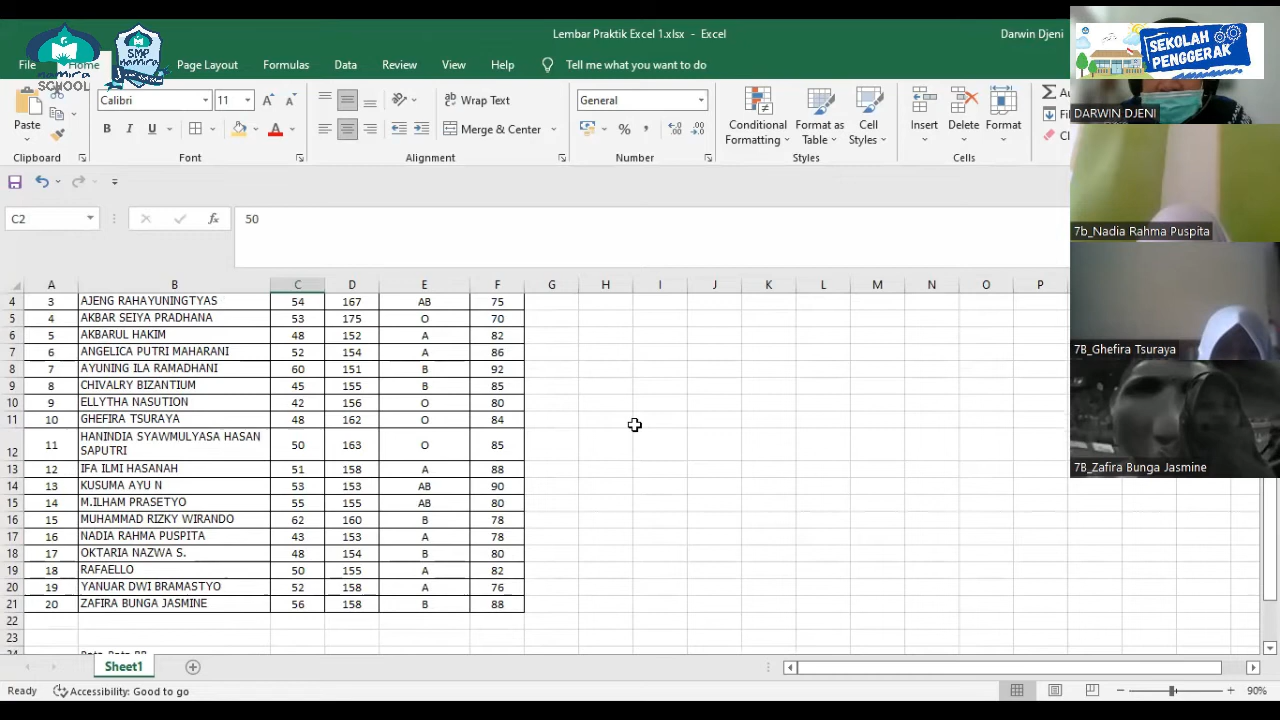 Lembar Praktik Excel 1.xlsx - Excel
Darwin Djeni
SMP
SCHOOL
SEKOLAH
PENGGERAK
File Home Page Layout Formulas Data Review View Help Tell me what you want to do
Calibri 11 Wrap Text General
Paste B U Merge & Center % Conditional Formatting Format as Table Cell Styles Insert Delete Format
Clipboard Font Alignment Number Styles Cells
DARWIN DJENI
C2 fx 50
7b_Nadia Rahma Puspita
A B C D E F G H I J K L M N O P
4 3 AJENG RAHAYUNINGTYAS 54 167 AB 75
5 4 AKBAR SEIYA PRADHANA 53 175 O 70
6 5 AKBARUL HAKIM 48 152 A 82
7 6 ANGELICA PUTRI MAHARANI 52 154 A 86
8 7 AYUNING ILA RAMADHANI 60 151 B 92
9 8 CHIVALRY BIZANTIUM 45 155 B 85
10 9 ELLYTHA NASUTION 42 156 O 80
11 10 GHEFIRA TSURAYA 48 162 O 84
12 11 HANINDIA SYAWMULYASA HASAN SAPUTRI 50 163 O 85
13 12 IFA ILMI HASANAH 51 158 A 88
14 13 KUSUMA AYU N 53 153 AB 90
15 14 M.ILHAM PRASETYO 55 155 AB 80
16 15 MUHAMMAD RIZKY WIRANDO 62 160 B 78
17 16 NADIA RAHMA PUSPITA 43 153 A 78
18 17 OKTARIA NAZWA S. 48 154 B 80
19 18 RAFAELLO 50 155 A 82
20 19 YANUAR DWI BRAMASTYO 52 158 A 76
21 20 ZAFIRA BUNGA JASMINE 56 158 B 88
22
23
7B_Ghefira Tsuraya
7B_Zafira Bunga Jasmine
Sheet1
Ready Accessibility: Good to go 90%